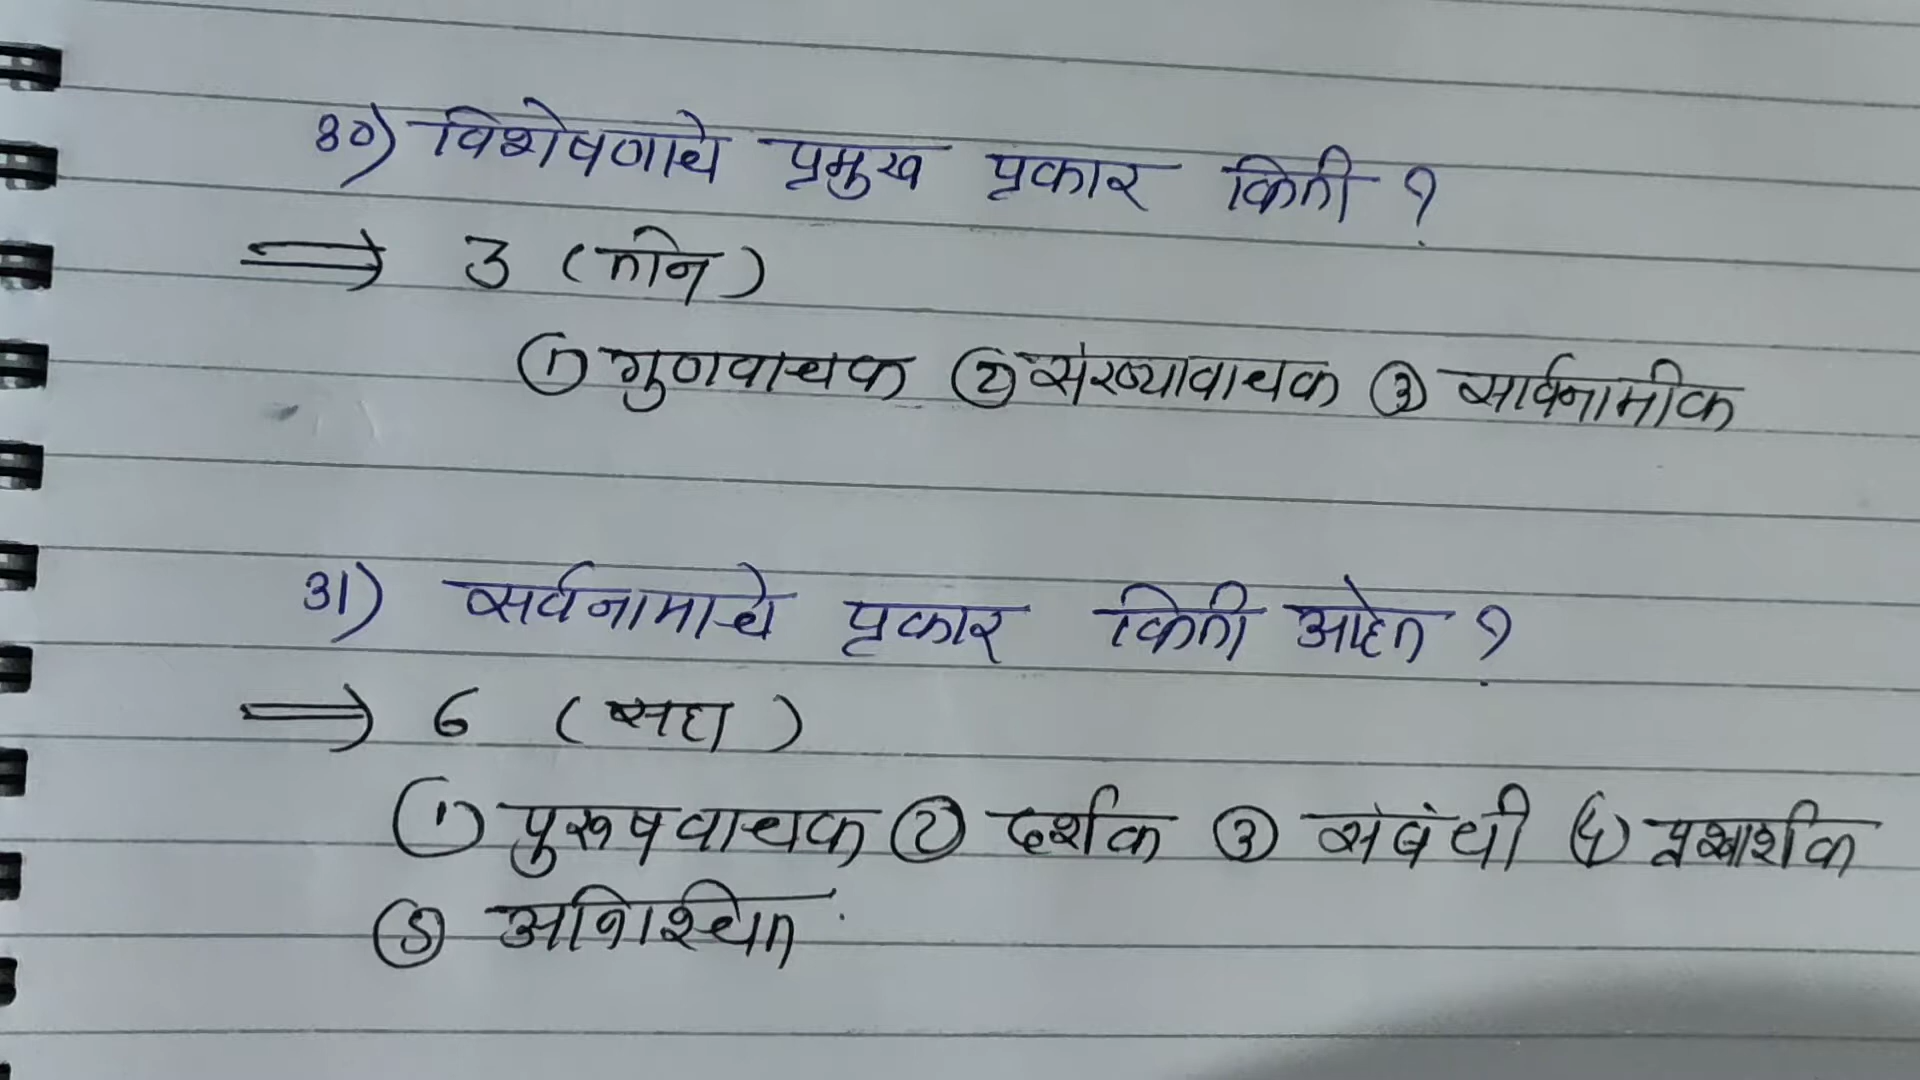 ३०) विशेषणाचे प्रमुख प्रकार किती ?
⇒ 3 (तीन)
① गुणवाचक ② संख्यावाचक ③ सार्वनामीक
31) सर्वनामाचे प्रकार किती आहेत ?
⇒ 6 (सहा)
① पुरूषवाचक ② दर्शक ③ संबंधी ④ प्रश्नार्थक
⑤ अनिश्चित